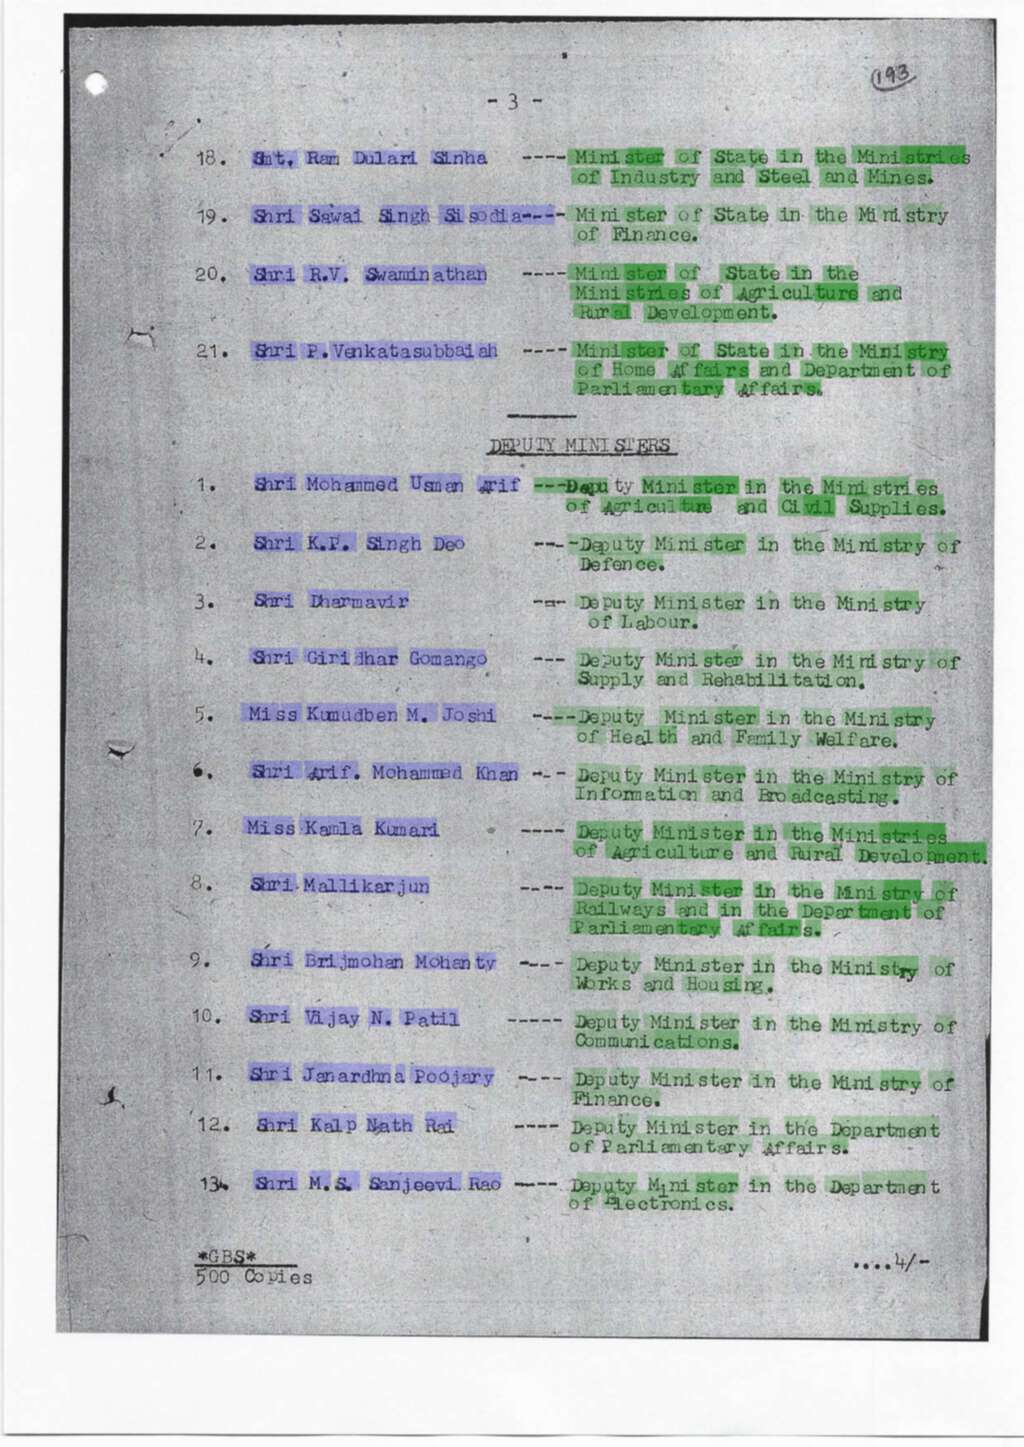 193
- 3 -
18. Smt. Ram Dulari Sinha ---- Minister of State in the Ministries
of Industry and Steel and Mines.
19. Shri Sawai Singh Sisodia---- Minister of State in the Ministry
of Finance.
20. Shri R.V. Swaminathan ---- Minister of State in the
Ministries of Agriculture and
Rural Development.
21. Shri P.Venkatasubbaiah ---- Minister of State in the Ministry
of Home Affairs and Department of
Parliamentary Affairs.
DEPUTY MINISTERS
1. Shri Mohammed Usman Arif ---Deputy Minister in the Ministries
of Agriculture and Civil Supplies.
2. Shri K.P. Singh Deo ---Deputy Minister in the Ministry of
Defence.
3. Shri Dharmavir --- Deputy Minister in the Ministry
of Labour.
4. Shri Giridhar Gomango --- Deputy Minister in the Ministry of
Supply and Rehabilitation.
5. Miss Kumudben M. Joshi ----Deputy Minister in the Ministry
of Health and Family Welfare.
6. Shri Arif. Mohammed Khan --- Deputy Minister in the Ministry of
Information and Broadcasting.
7. Miss Kamla Kumari ---- Deputy Minister in the Ministries
of Agriculture and Rural Development.
8. Shri Mallikarjun ---- Deputy Minister in the Ministry of
Railways and in the Department of
Parliamentary Affairs.
9. Shri Brijmohan Mohanty ---- Deputy Minister in the Ministry of
Works and Housing.
10. Shri Vijay N. Patil ----- Deputy Minister in the Ministry of
Communications.
11. Shri Janardhna Poojary ---- Deputy Minister in the Ministry of
Finance.
12. Shri Kalp Nath Rai ---- Deputy Minister in the Department
of Parliamentary Affairs.
13. Shri M.S. Sanjeevi Rao ---- Deputy Minister in the Department
of Electronics.
*GBS*
500 Copies
....4/-